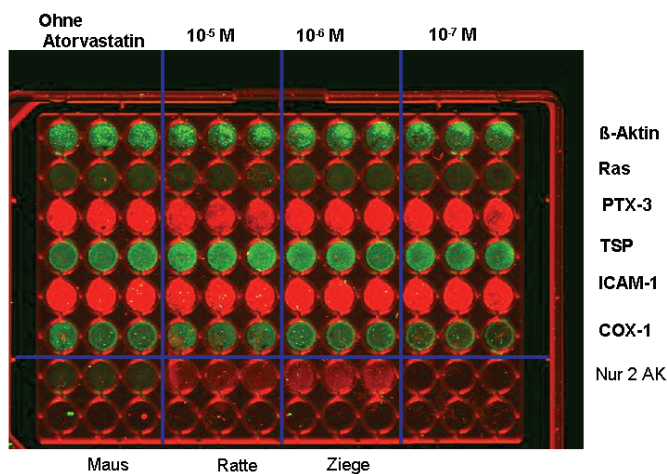 Ohne
Atorvastatin
10-5 M
10-6 M
10-7 M
ß-Aktin
Ras
PTX-3
TSP
ICAM-1
COX-1
Nur 2 AK
Maus
Ratte
Ziege